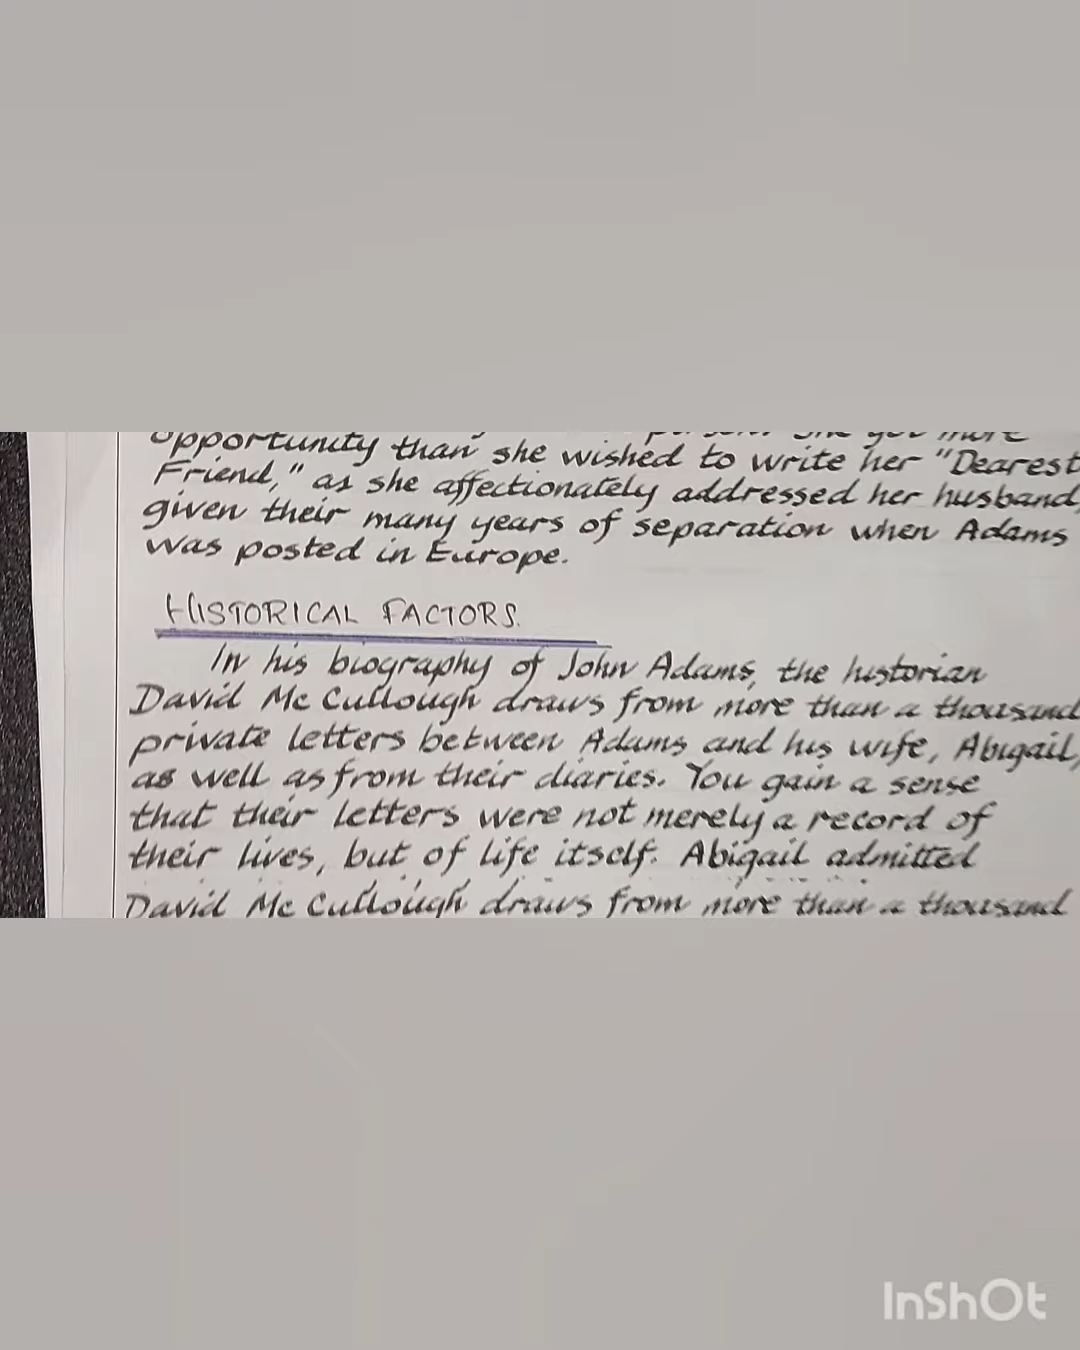 opportunity than she wished to write her "Dearest
Friend," as she affectionately addressed her husband,
given their many years of separation when Adams
was posted in Europe.
HISTORICAL FACTORS.
In his biography of John Adams, the historian
David Mc Cullough draws from more than a thousand
private letters between Adams and his wife, Abigail,
as well as from their diaries. You gain a sense
that their letters were not merely a record of
their lives, but of life itself. Abigail admitted
David Mc Cullough draws from more than a thousand
InShOt